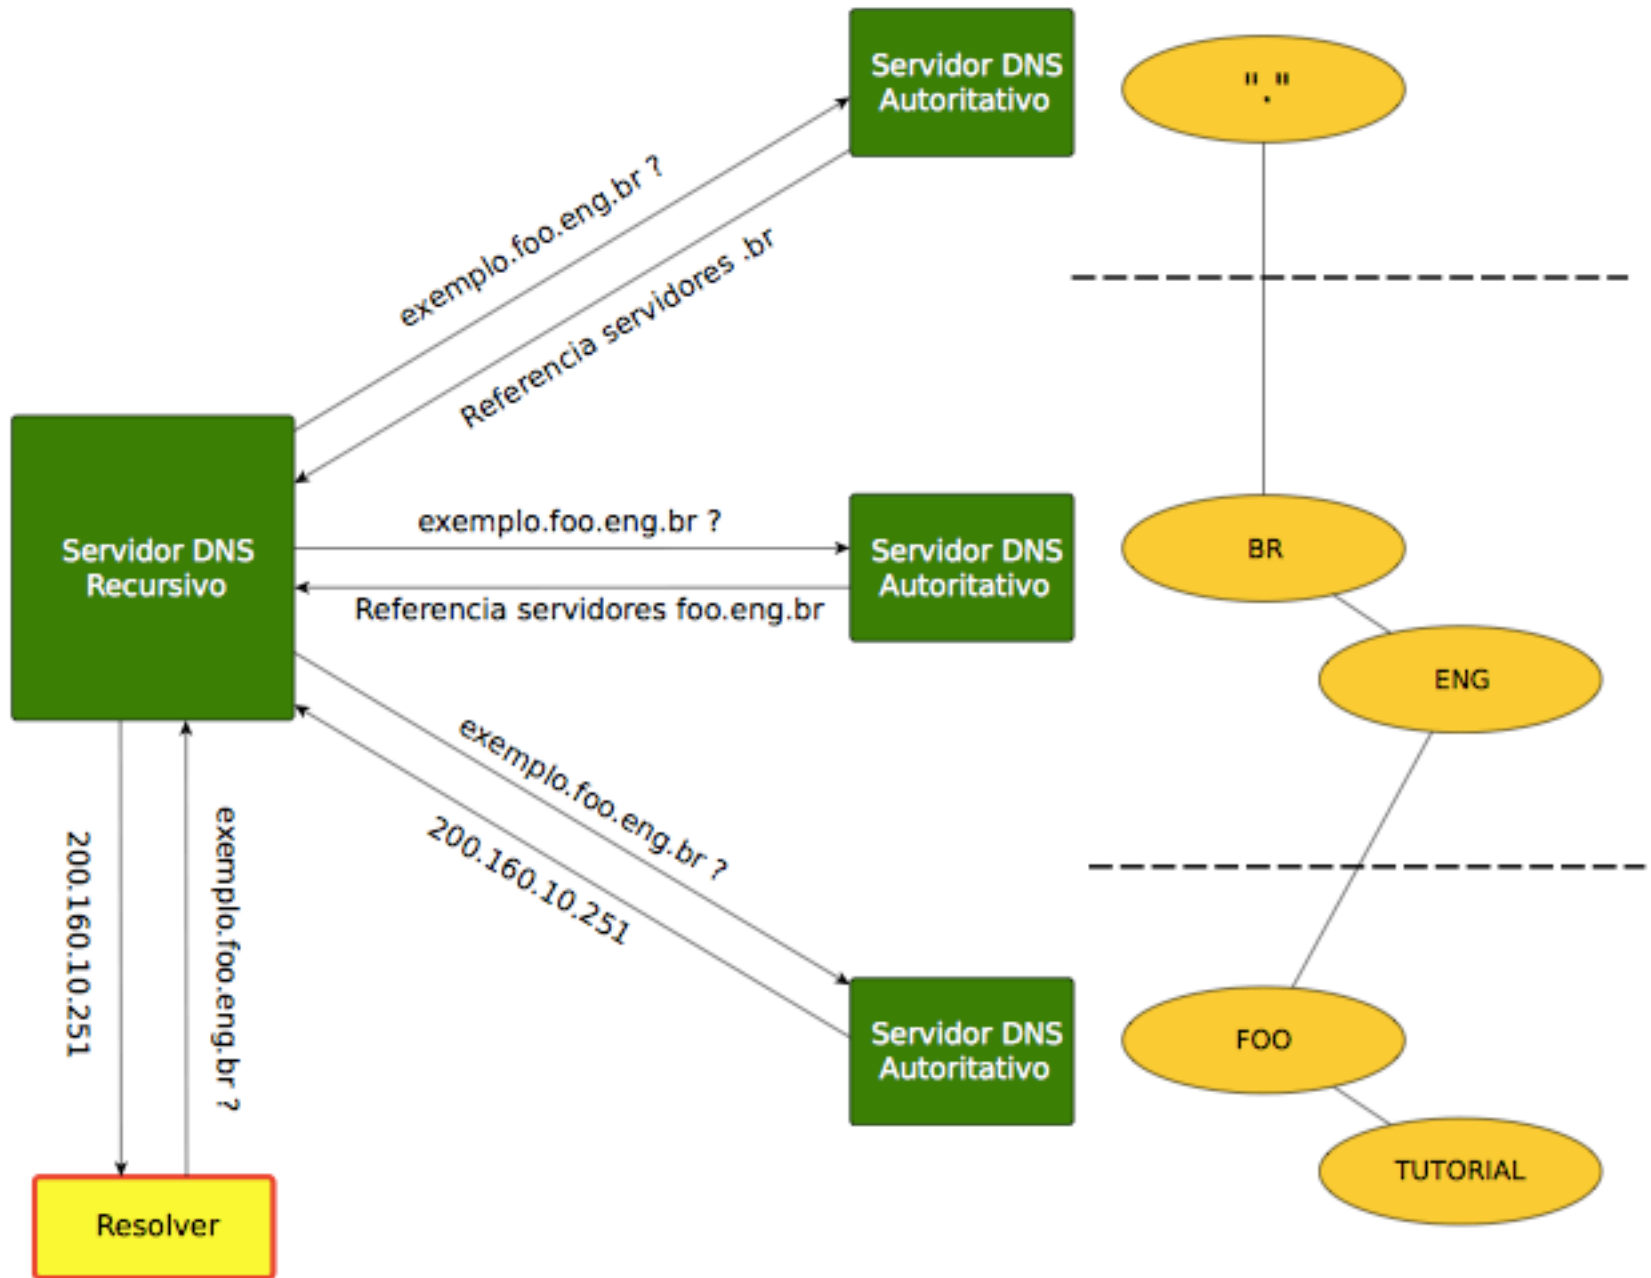 Servidor DNS
Autoritativo
"."
exemplo.foo.eng.br ?
Referencia servidores .br
Servidor DNS
Recursivo
exemplo.foo.eng.br ?
Referencia servidores foo.eng.br
Servidor DNS
Autoritativo
BR
ENG
exemplo.foo.eng.br ?
200.160.10.251
200.160.10.251
exemplo.foo.eng.br ?
Servidor DNS
Autoritativo
FOO
TUTORIAL
Resolver